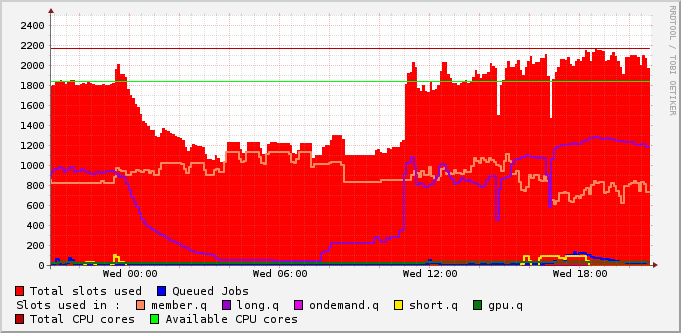 RRDTOOL / TOBI OETIKER
2400
2200
2000
1800
1600
1400
1200
1000
800
600
400
200
0
Wed 00:00 Wed 06:00 Wed 12:00 Wed 18:00
Total slots used Queued Jobs
Slots used in : member.q long.q ondemand.q short.q gpu.q
Total CPU cores Available CPU cores